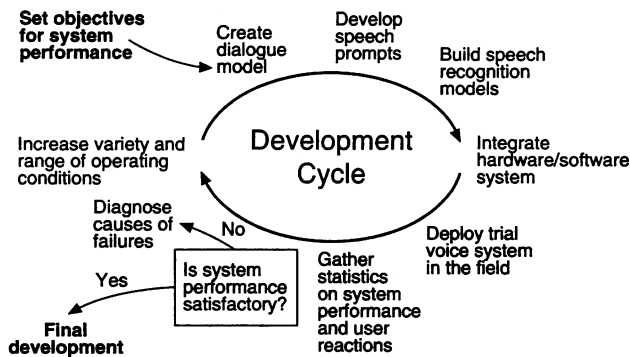 Set objectives
for system
performance
Create
dialogue
model
Develop
speech
prompts
Build speech
recognition
models
Integrate
hardware/software
system
Deploy trial
voice system
in the field
Gather
statistics
on system
performance
and user
reactions
Is system
performance
satisfactory?
No
Diagnose
causes of
failures
Yes
Final
development
Increase variety and
range of operating
conditions
Development
Cycle